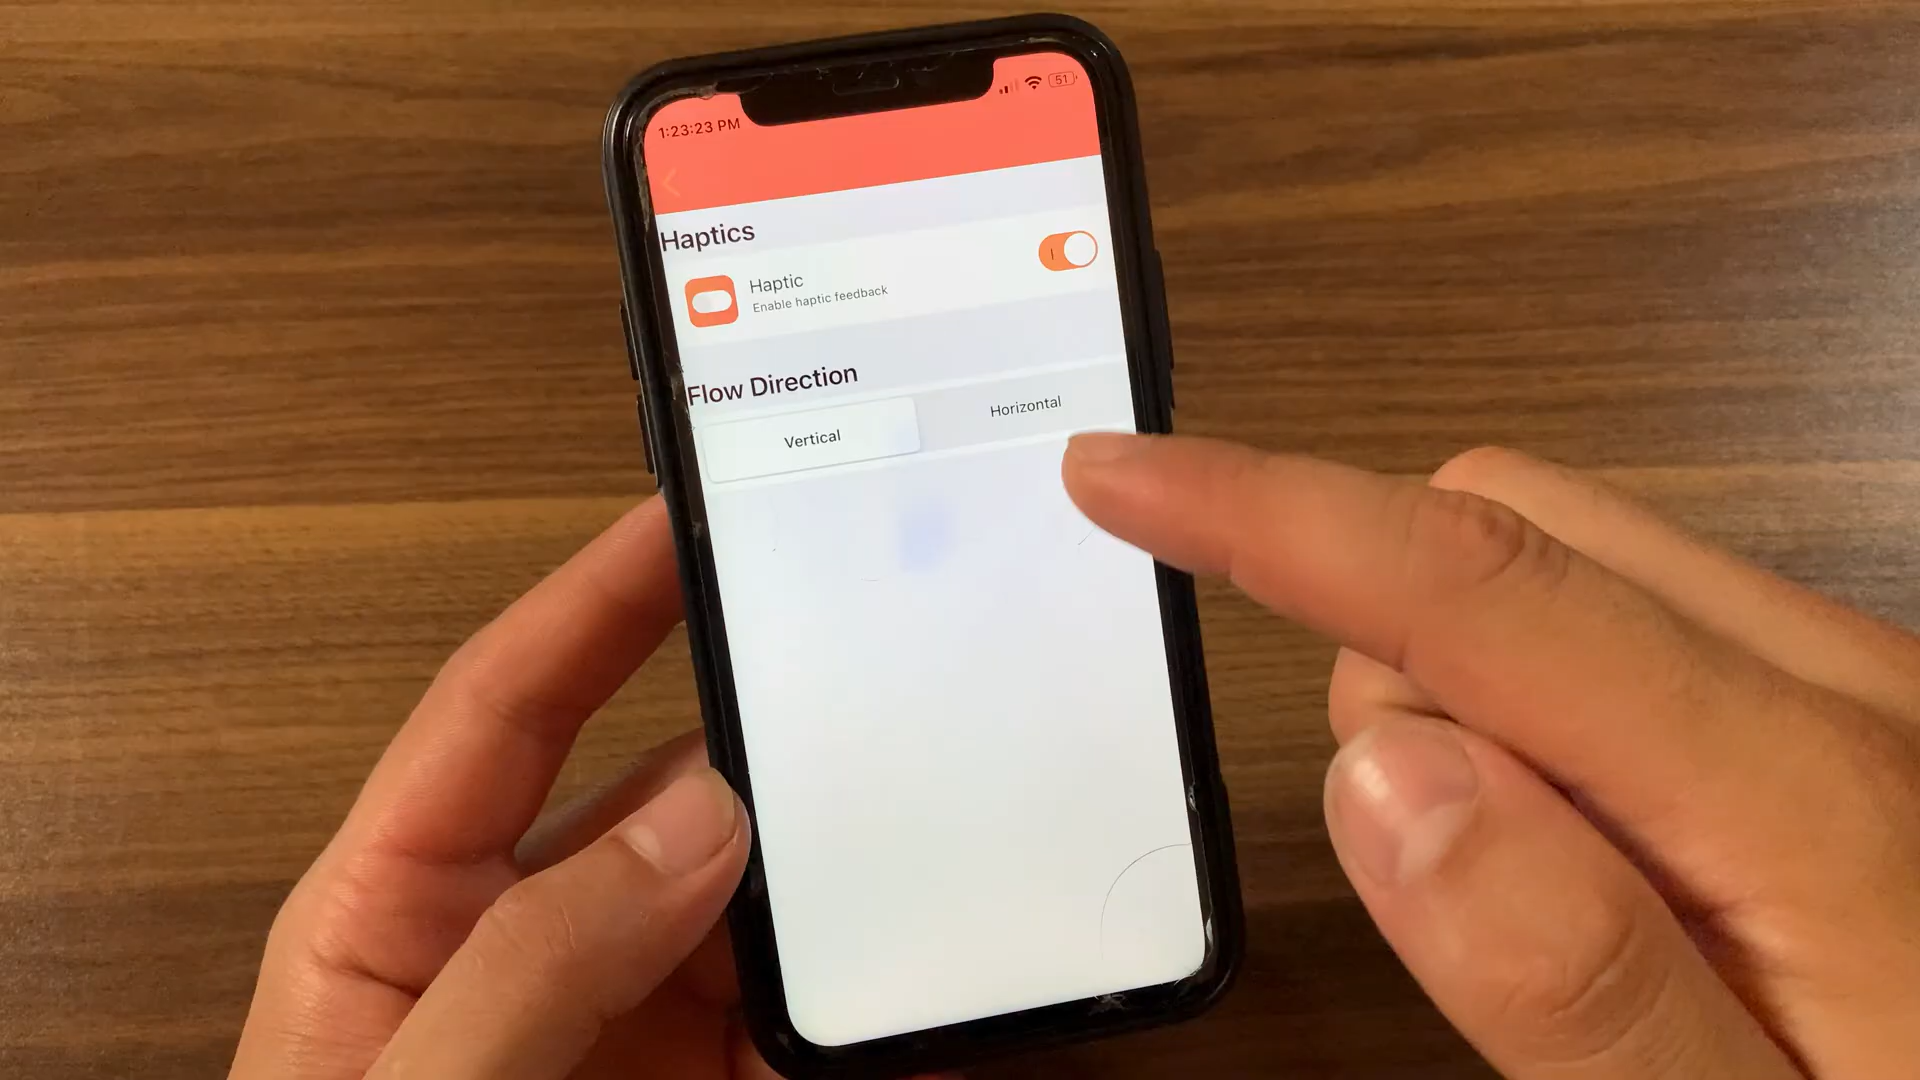 1:23:23 PM
51
Haptics
Haptic
Enable haptic feedback
Flow Direction
Vertical
Horizontal